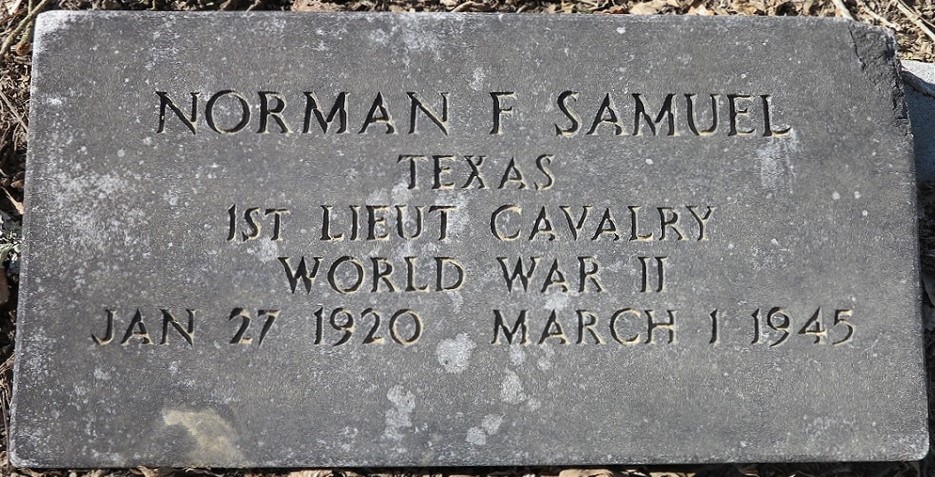 NORMAN F SAMUEL
TEXAS
1ST LIEUT CAVALRY
WORLD WAR II
JAN 27 1920 MARCH 1 1945